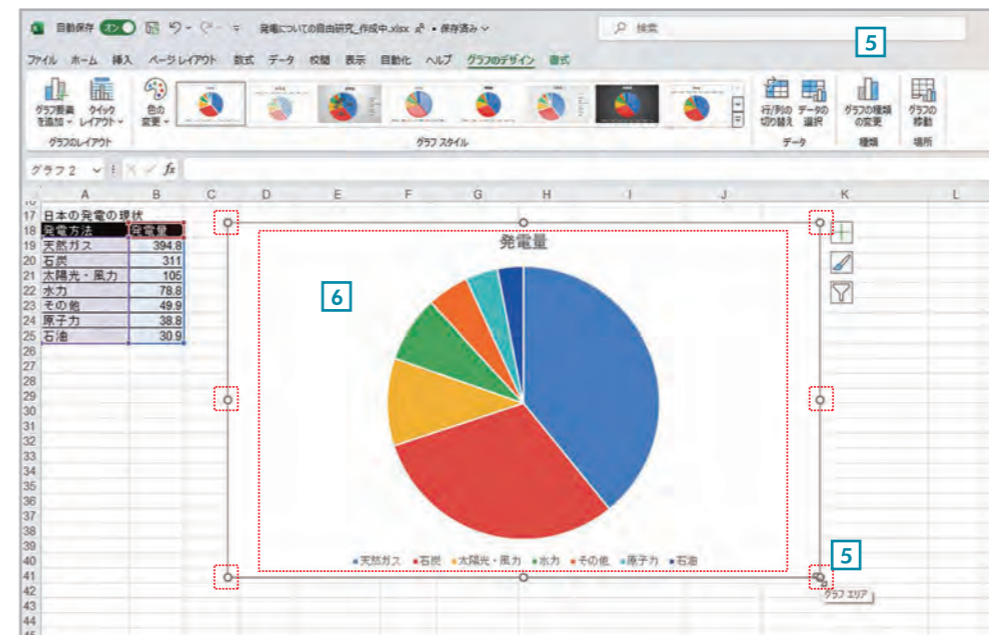 自動保存 オン 発電についての自由研究_作成中.xlsx • 保存済み 検索
5
ファイル ホーム 挿入 ページレイアウト 数式 データ 校閲 表示 自動化 ヘルプ グラフのデザイン 書式
グラフ要素を追加 クイックレイアウト 色の変更 行/列の切り替え データの選択 グラフの種類の変更 グラフの移動
グラフのレイアウト グラフ スタイル データ 種類 場所
グラフ 2 fx
A B C D E F G H I J K L
17 日本の発電の現状
18 発電方法 発電量
19 天然ガス 394.8
20 石炭 311
21 太陽光・風力 105
22 水力 78.8
23 その他 49.9
24 原子力 38.8
25 石油 30.9
26
27
28
29
30
31
32
33
34
35
36
37
38
39
40
41
42
43
44
発電量
6
天然ガス 石炭 太陽光・風力 水力 その他 原子力 石油
5
グラフ エリア